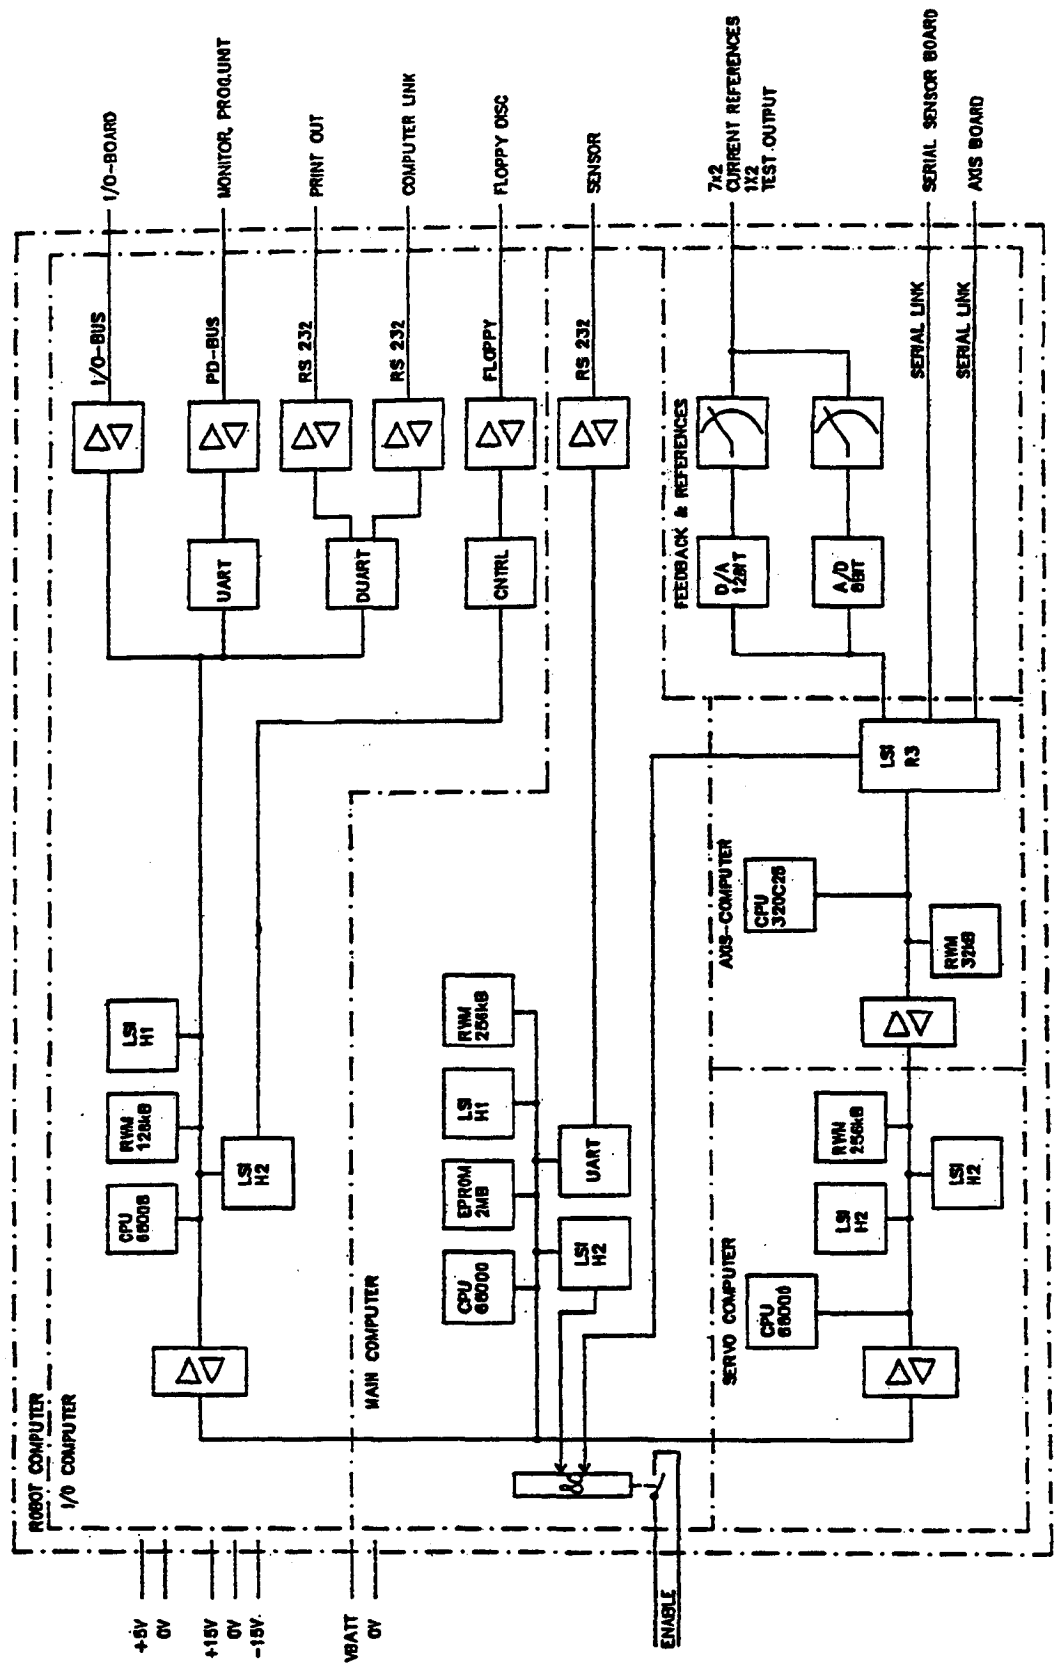 ROBOT COMPUTER
I/O COMPUTER
+5V
0V
+15V
0V
-15V.
VBATT
0V
ENABLE
I/O-BUS
I/O-BOARD
PD-BUS
MONITOR, PROG.UNIT
RS 232
PRINT OUT
RS 232
COMPUTER LINK
FLOPPY
FLOPPY DISC
RS 232
SENSOR
UART
DUART
CNTRL
LSI
H1
RWM
128kB
CPU
68008
LSI
H2
MAIN COMPUTER
RWM
256kB
LSI
H1
EPROM
2MB
CPU
68000
UART
LSI
H2
&
FEEDBACK & REFERENCES
D/A
12BIT
A/D
8BIT
7x2
CURRENT REFERENCES
1X2
TEST.OUTPUT
SERIAL LINK
SERIAL SENSOR BOARD
SERIAL LINK
AXIS BOARD
AXIS-COMPUTER
LSI
R3
CPU
320C25
RWM
32kB
SERVO COMPUTER
CPU
68000
RWM
256kB
LSI
H2
LSI
H2